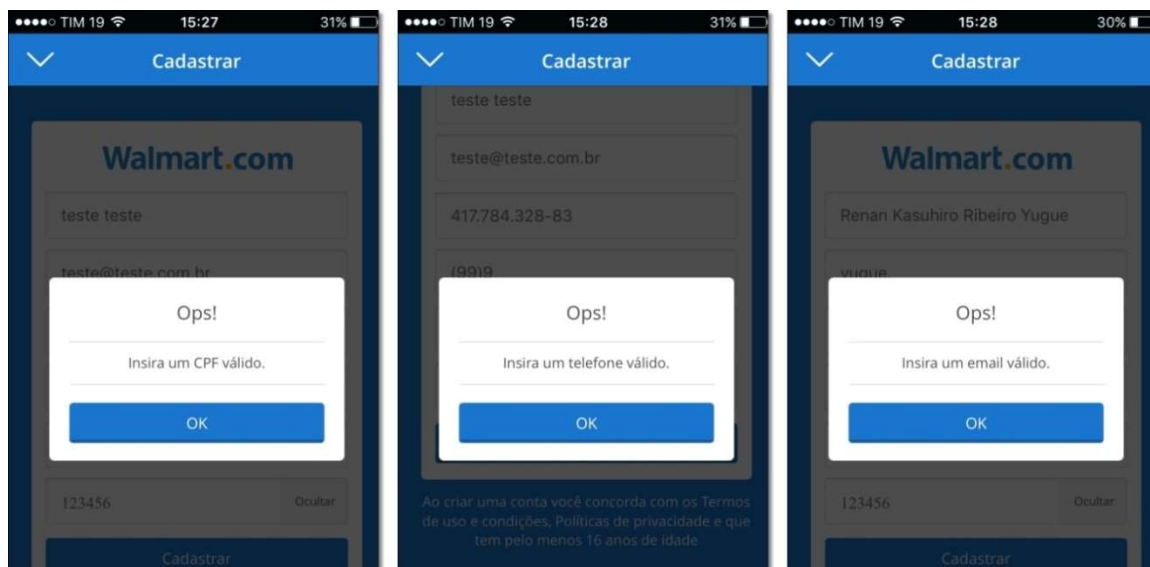 TIM 19 15:27 31%
Cadastrar
Walmart.com
teste teste
teste@teste.com.br
Ops!
Insira um CPF válido.
OK
123456 Ocultar
Cadastrar
TIM 19 15:28 31%
Cadastrar
teste teste
teste@teste.com.br
417.784.328-83
(99)9
Ops!
Insira um telefone válido.
OK
Ao criar uma conta você concorda com os Termos
de uso e condições, Políticas de privacidade e que
tem pelo menos 16 anos de idade
TIM 19 15:28 30%
Cadastrar
Walmart.com
Renan Kasuhiro Ribeiro Yugue
yugue
Ops!
Insira um email válido.
OK
123456 Ocultar
Cadastrar